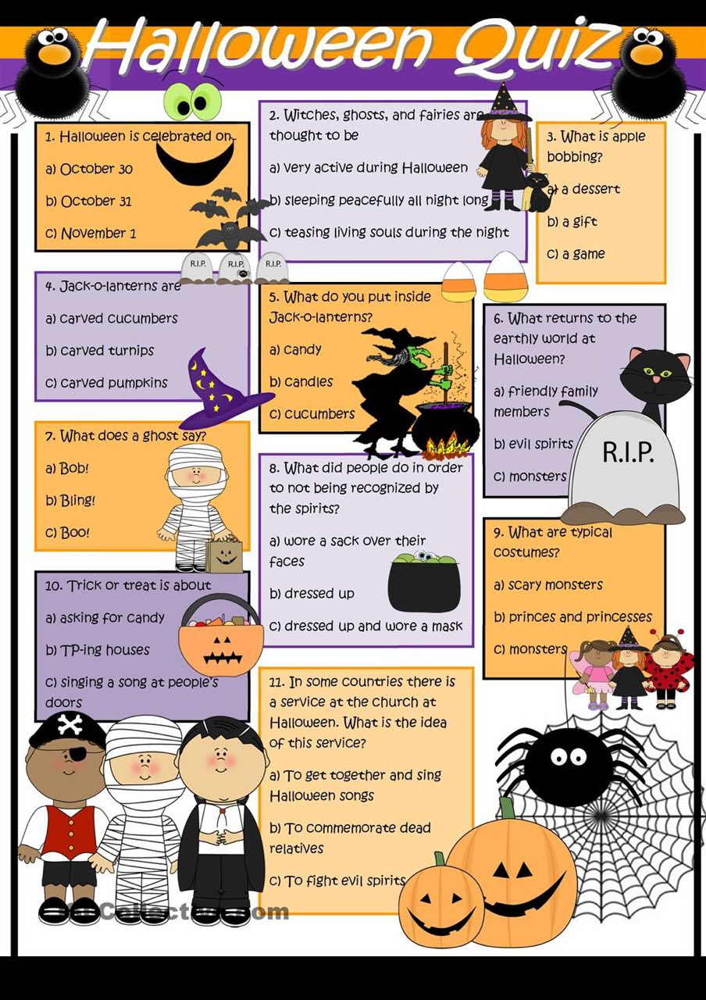 Halloween Quiz
1. Halloween is celebrated on
a) October 30
b) October 31
c) November 1
2. Witches, ghosts, and fairies are
thought to be
a) very active during Halloween
b) sleeping peacefully all night long
c) teasing living souls during the night
3. What is apple
bobbing?
a) a dessert
b) a gift
c) a game
R.I.P.
R.I.P.
R.I.P.
4. Jack-o-lanterns are
a) carved cucumbers
b) carved turnips
c) carved pumpkins
5. What do you put inside
Jack-o-lanterns?
a) candy
b) candles
c) cucumbers
6. What returns to the
earthly world at
Halloween?
a) friendly family
members
b) evil spirits
c) monsters
R.I.P.
7. What does a ghost say?
a) Bob!
b) Bling!
c) Boo!
8. What did people do in order
to not being recognized by
the spirits?
a) wore a sack over their
faces
b) dressed up
c) dressed up and wore a mask
9. What are typical
costumes?
a) scary monsters
b) princes and princesses
c) monsters
10. Trick or treat is about
a) asking for candy
b) TP-ing houses
c) singing a song at people's
doors
11. In some countries there is
a service at the church at
Halloween. What is the idea
of this service?
a) To get together and sing
Halloween songs
b) To commemorate dead
relatives
c) To fight evil spirits